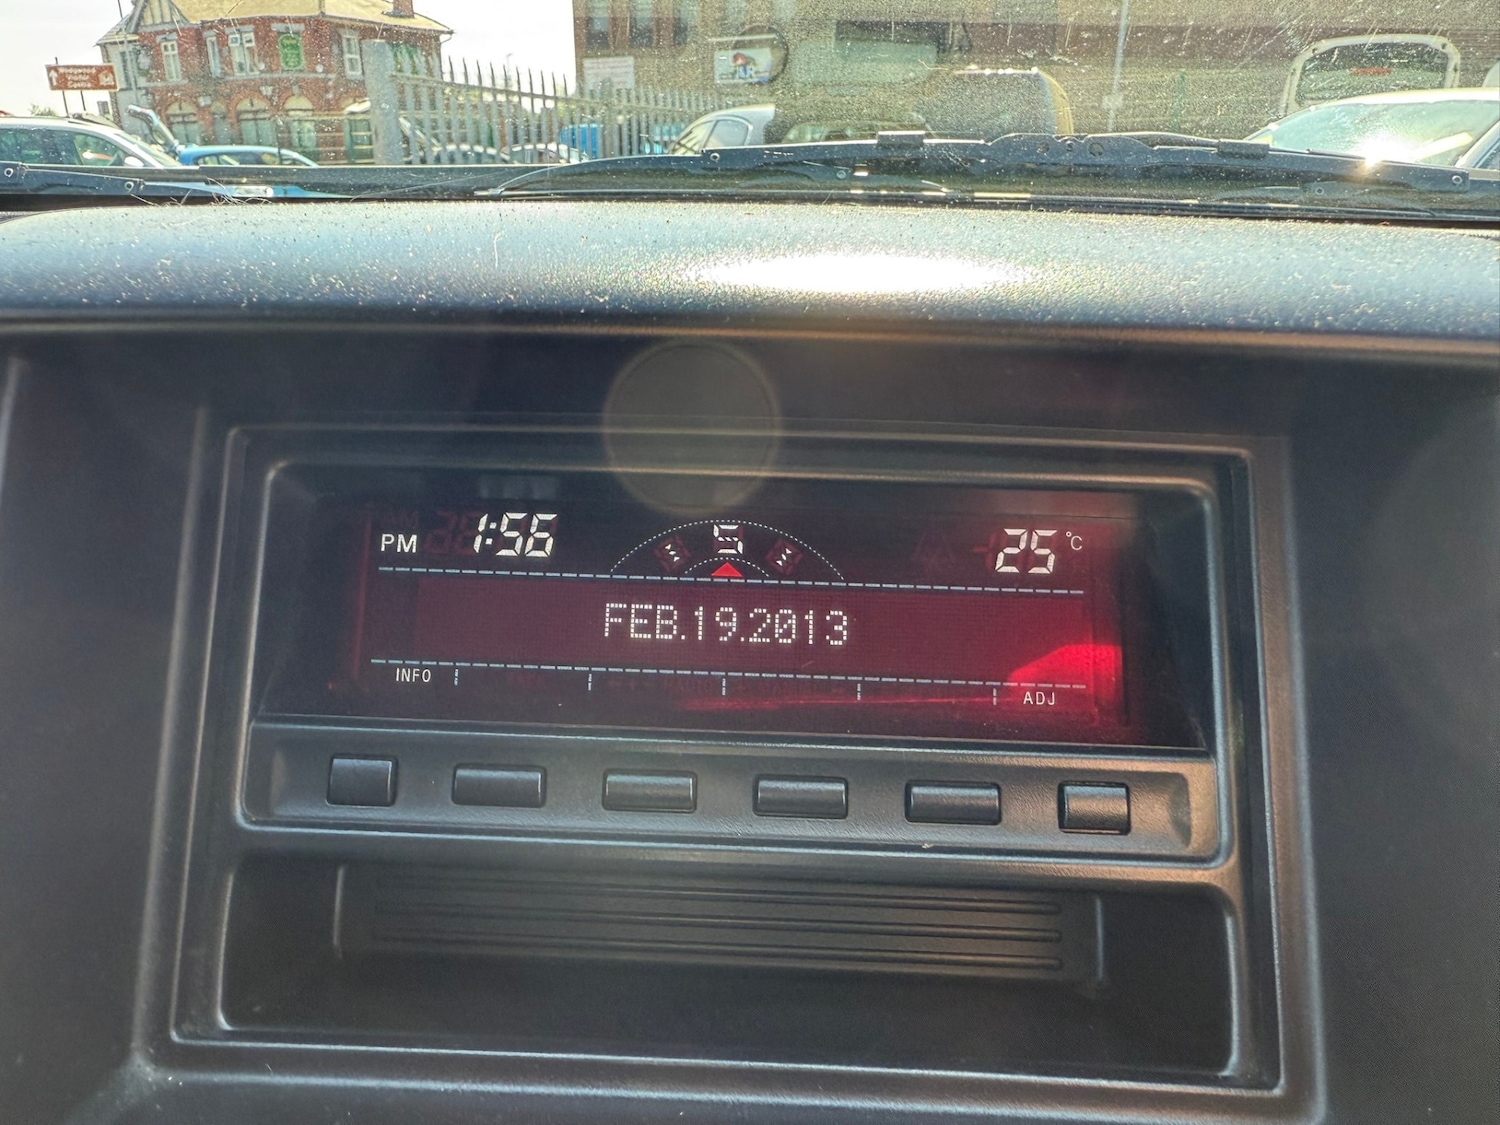 PM 1:56 S 25 °C
FEB.19.2013
INFO
ADJ